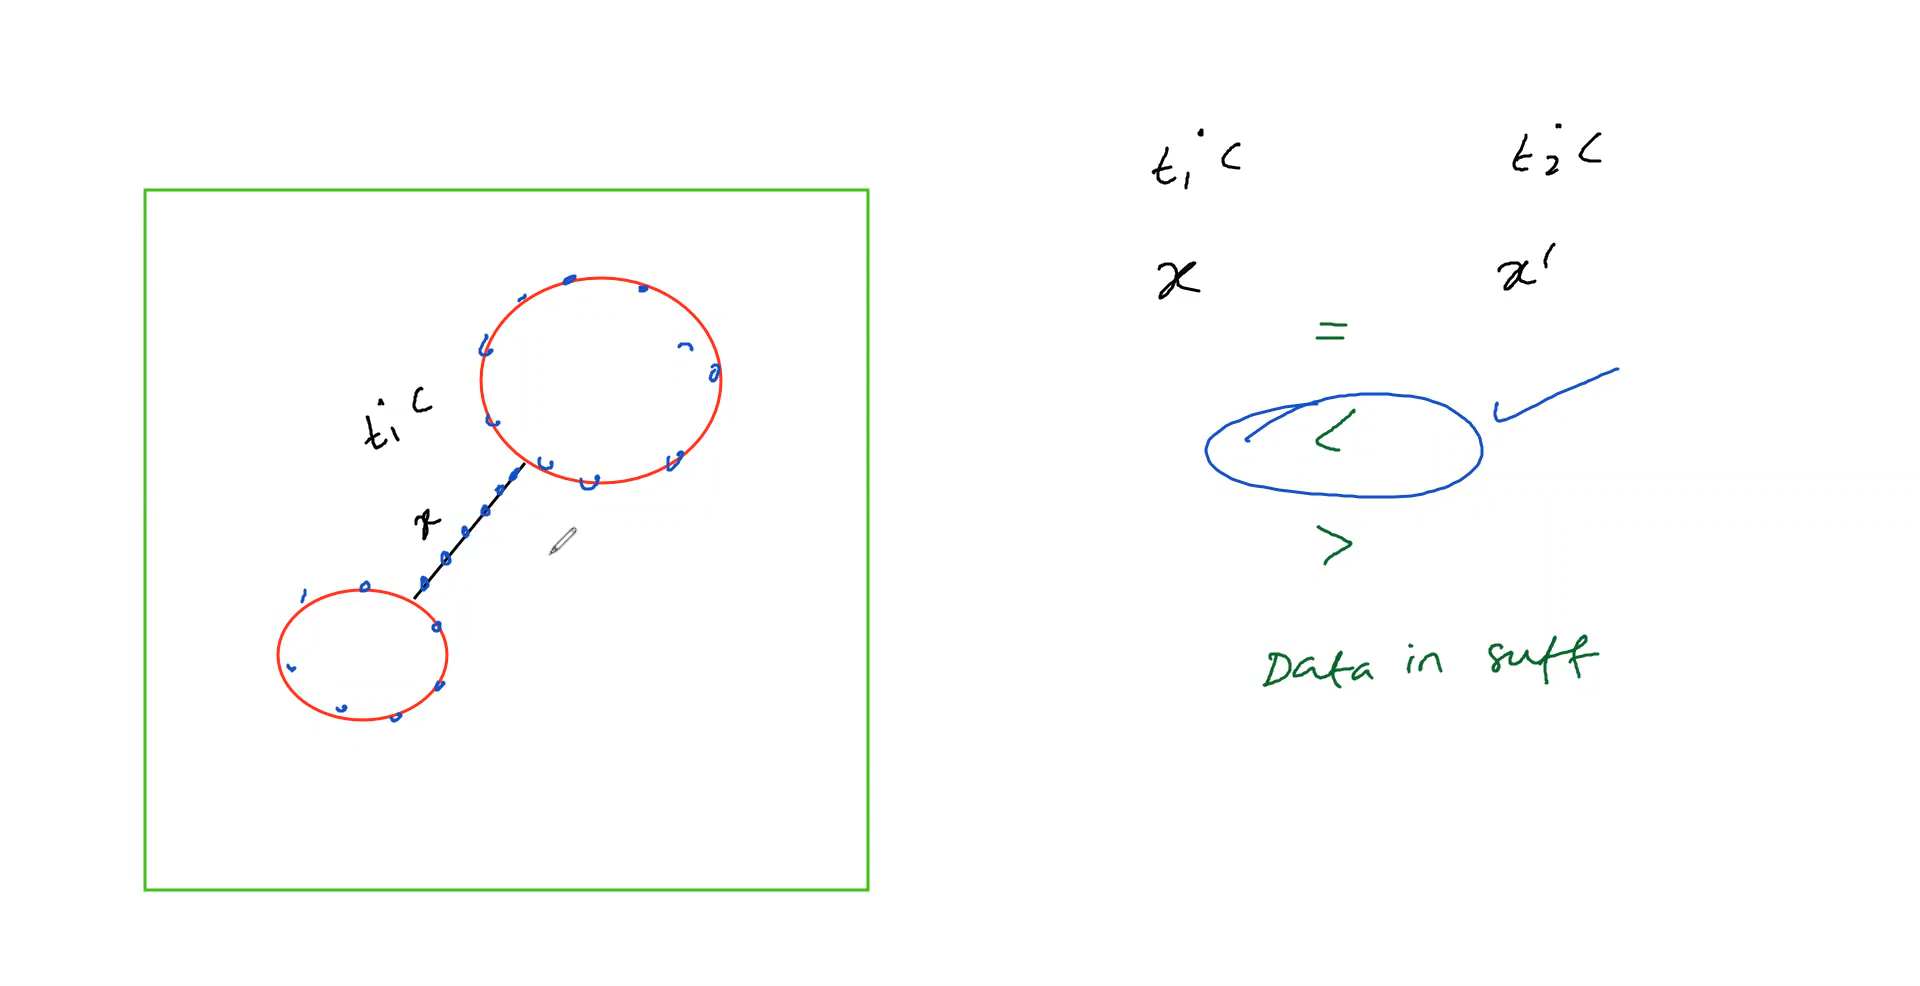 t₁°C t₂°C
x x'
=
t₁°C
<
x
>
Data in suff